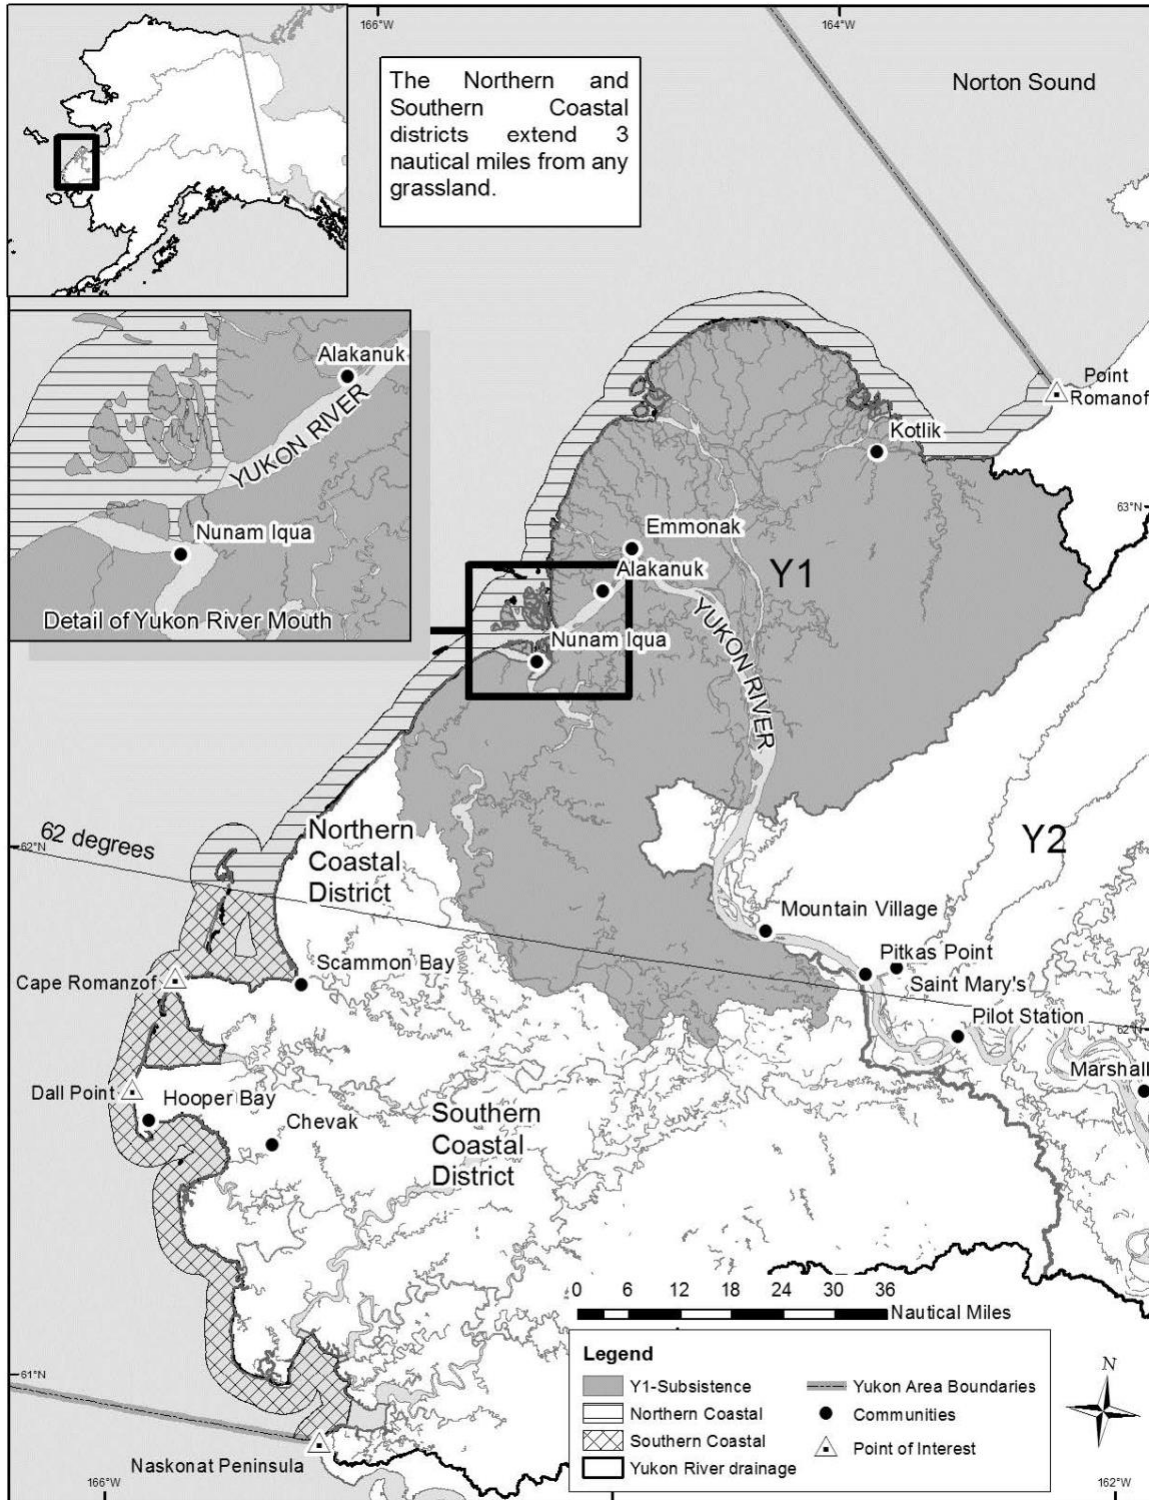 166°W
164°W
The Northern and
Southern Coastal
districts extend 3
nautical miles from any
grassland.
Norton Sound
Alakanuk
YUKON RIVER
Nunam Iqua
Detail of Yukon River Mouth
Point
Romanof
Kotlik
63°N
Emmonak
Alakanuk
Y1
Nunam Iqua
YUKON RIVER
62°N
62 degrees
Northern
Coastal
District
Y2
Mountain Village
Cape Romanzof
Scammon Bay
Pitkas Point
Saint Mary's
Pilot Station
62°N
Marshall
Dall Point
Hooper Bay
Chevak
Southern
Coastal
District
0 6 12 18 24 30 36
Nautical Miles
61°N
Legend
Y1-Subsistence
Northern Coastal
Southern Coastal
Yukon River drainage
Yukon Area Boundaries
Communities
Point of Interest
N
Naskonat Peninsula
166°W
162°W